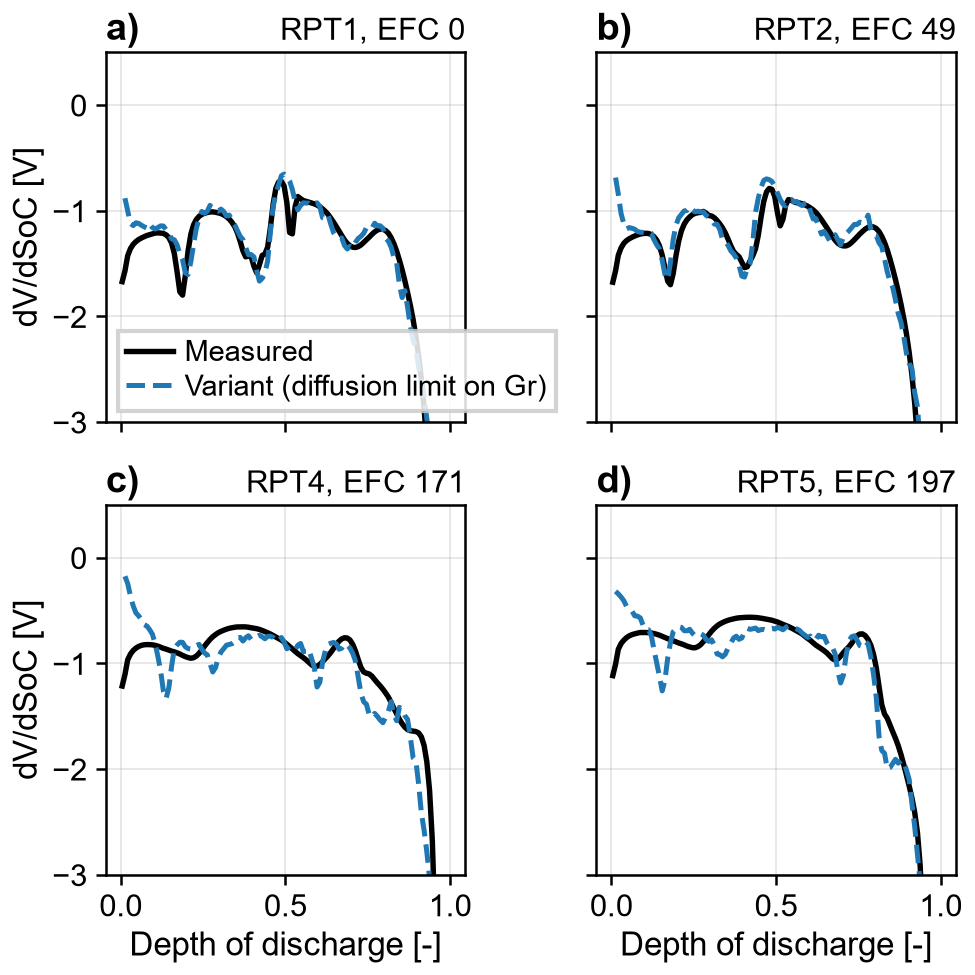 a) RPT1, EFC 0
b) RPT2, EFC 49
dV/dSoC [V]
0
−1
−2
−3
Measured
Variant (diffusion limit on Gr)
c) RPT4, EFC 171
d) RPT5, EFC 197
dV/dSoC [V]
0
−1
−2
−3
0.0 0.5 1.0
0.0 0.5 1.0
Depth of discharge [-]
Depth of discharge [-]